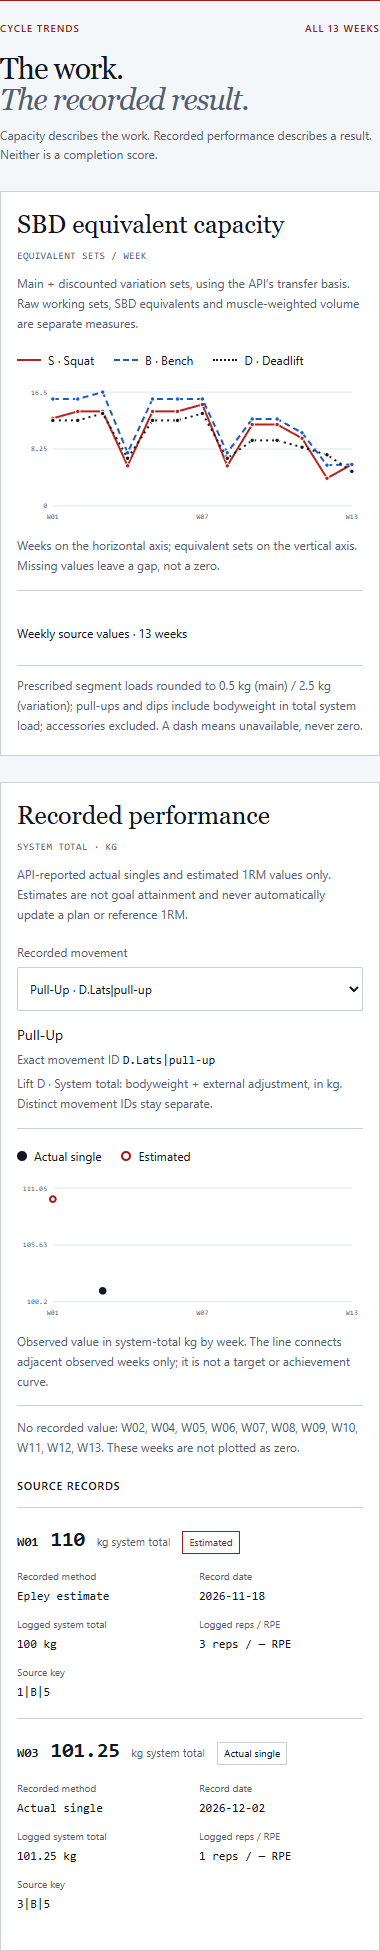 CYCLE TRENDS
ALL 13 WEEKS
The work.
The recorded result.
Capacity describes the work. Recorded performance describes a result.
Neither is a completion score.
SBD equivalent capacity
EQUIVALENT SETS / WEEK
Main + discounted variation sets, using the API's transfer basis.
Raw working sets, SBD equivalents and muscle-weighted volume
are separate measures.
S · Squat
B · Bench
D · Deadlift
16.5
8.25
0
W01
W07
W13
Weeks on the horizontal axis; equivalent sets on the vertical axis.
Missing values leave a gap, not a zero.
Weekly source values · 13 weeks
Prescribed segment loads rounded to 0.5 kg (main) / 2.5 kg
(variation); pull-ups and dips include bodyweight in total system
load; accessories excluded. A dash means unavailable, never zero.
Recorded performance
SYSTEM TOTAL · KG
API-reported actual singles and estimated 1RM values only.
Estimates are not goal attainment and never automatically
update a plan or reference 1RM.
Recorded movement
Pull-Up · D.Lats|pull-up
Pull-Up
Exact movement ID D.Lats|pull-up
Lift D · System total: bodyweight + external adjustment, in kg.
Distinct movement IDs stay separate.
Actual single
Estimated
111.05
105.63
100.2
W01
W07
W13
Observed value in system-total kg by week. The line connects
adjacent observed weeks only; it is not a target or achievement
curve.
No recorded value: W02, W04, W05, W06, W07, W08, W09, W10,
W11, W12, W13. These weeks are not plotted as zero.
SOURCE RECORDS
W01 110 kg system total Estimated
Recorded method
Epley estimate
Record date
2026-11-18
Logged system total
100 kg
Logged reps / RPE
3 reps / — RPE
Source key
1|B|5
W03 101.25 kg system total Actual single
Recorded method
Actual single
Record date
2026-12-02
Logged system total
101.25 kg
Logged reps / RPE
1 reps / — RPE
Source key
3|B|5